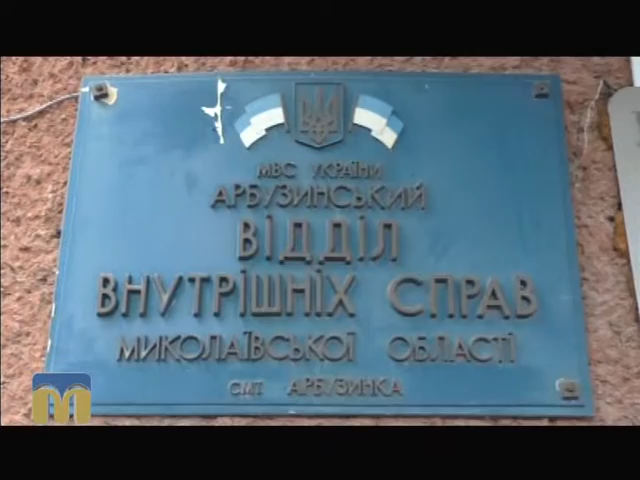 МВС УКРАЇНИ
АРБУЗИНСЬКИЙ
ВІДДІЛ
ВНУТРІШНІХ СПРАВ
МИКОЛАЇВСЬКОЇ ОБЛАСТІ
СМТ АРБУЗИНКА
М